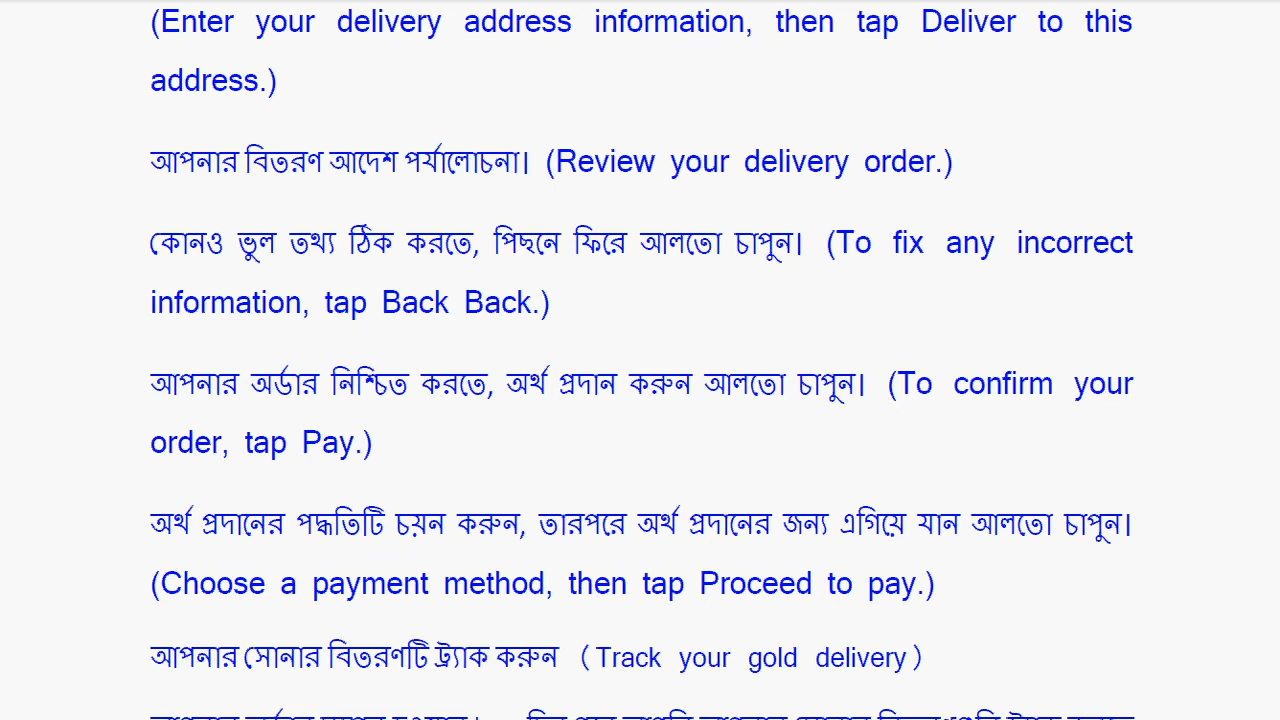 (Enter your delivery address information, then tap Deliver to this
address.)
আপনার বিতরণ আদেশ পর্যালোচনা। (Review your delivery order.)
কোনও ভুল তথ্য ঠিক করতে, পিছনে ফিরে আলতো চাপুন। (To fix any incorrect
information, tap Back Back.)
আপনার অর্ডার নিশ্চিত করতে, অর্থ প্রদান করুন আলতো চাপুন। (To confirm your
order, tap Pay.)
অর্থ প্রদানের পদ্ধতিটি চয়ন করুন, তারপরে অর্থ প্রদানের জন্য এগিয়ে যান আলতো চাপুন।
(Choose a payment method, then tap Proceed to pay.)
আপনার সোনার বিতরণটি ট্র্যাক করুন (Track your gold delivery)